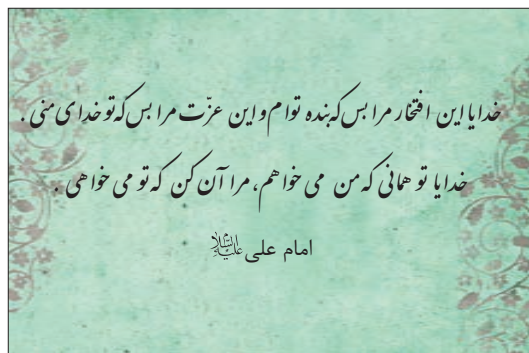 خدایا این افتخار مرا بس که بنده توام و این عزّت مرا بس که تو خدای منی .
خدایا تو همانی که من می خواهم، مرا آن کن که تو می خواهی .
امام علی علیه‌السلام